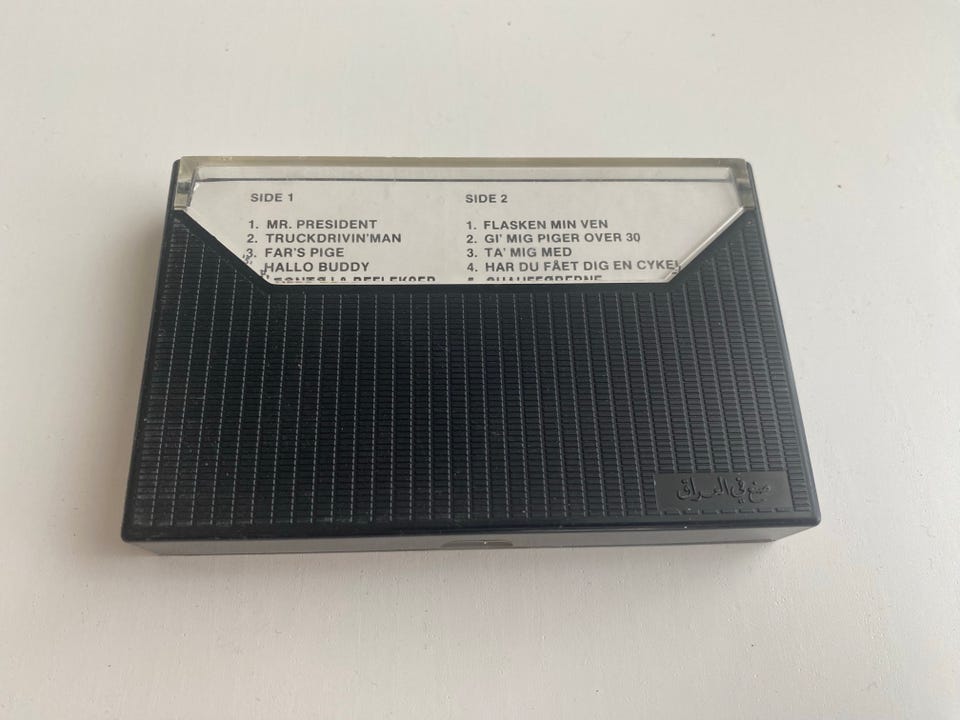 SIDE 1
1. MR. PRESIDENT
2. TRUCKDRIVIN'MAN
3. FAR'S PIGE
HALLO BUDDY
SIDE 2
1. FLASKEN MIN VEN
2. GI' MIG PIGER OVER 30
3. TA' MIG MED
4. HAR DU FÅET DIG EN CYKEL
5. CHAUFFØRERNE
صنع في العراق